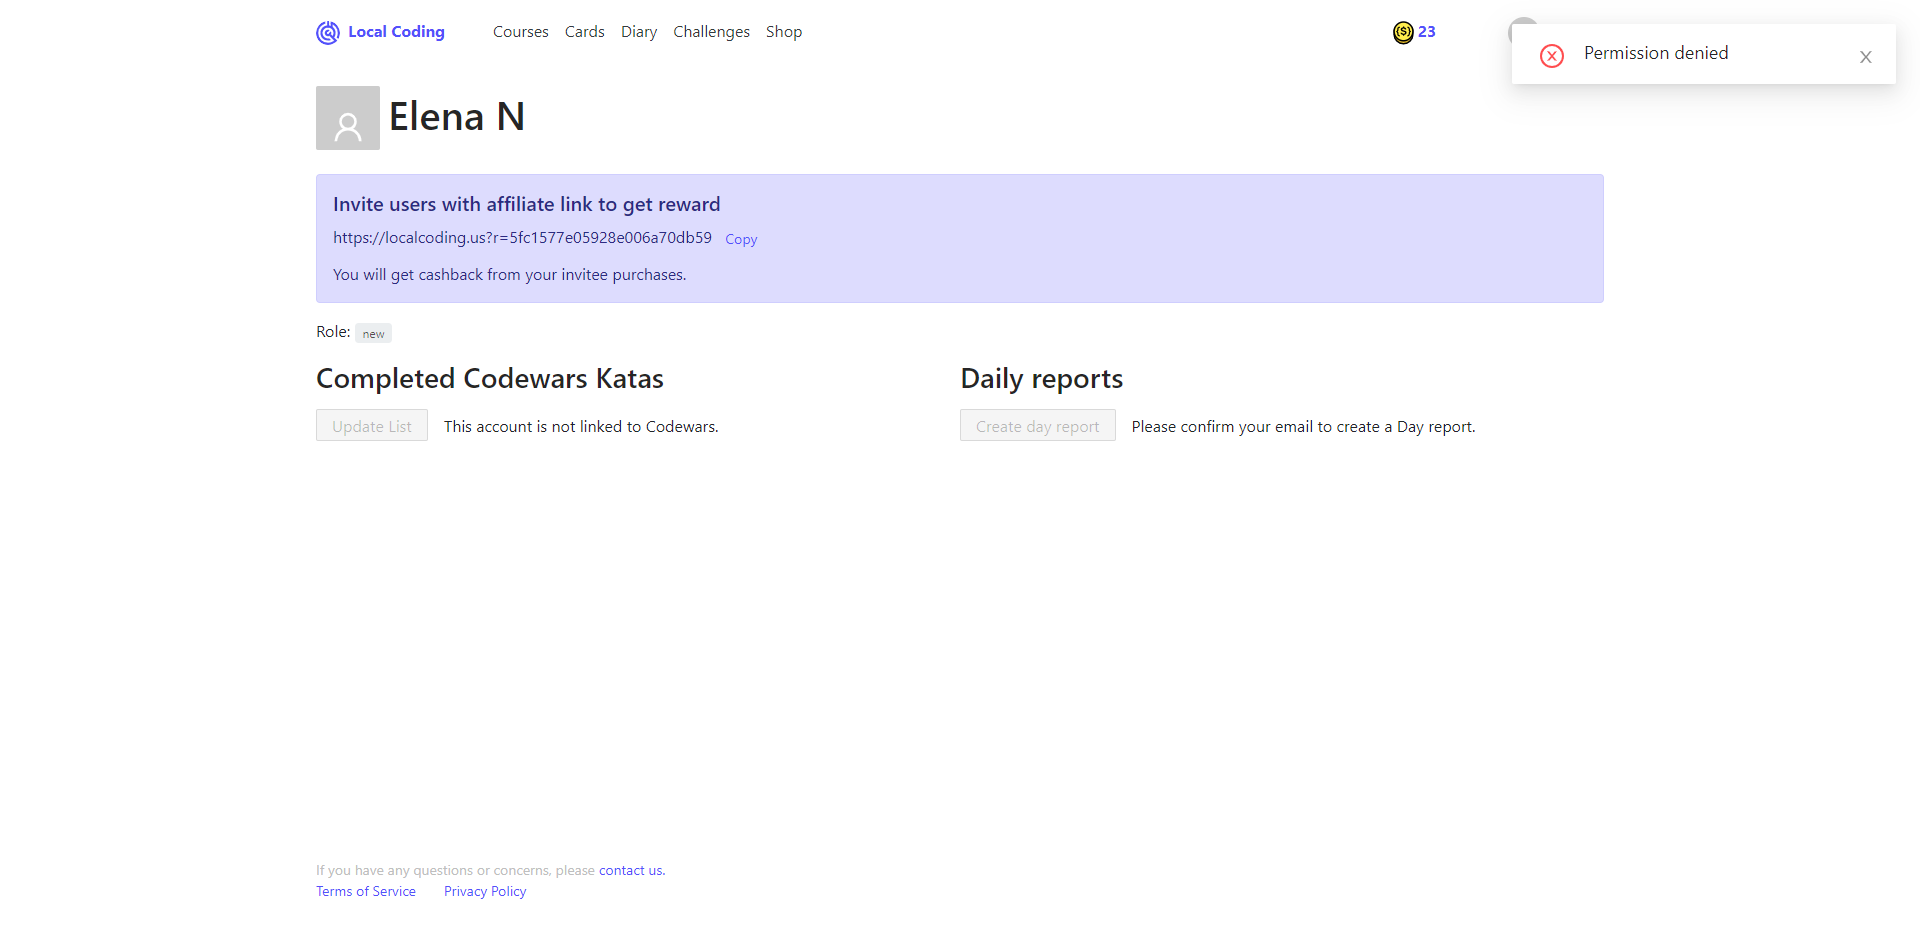 Local Coding
Courses Cards Diary Challenges Shop
23
Permission denied
Elena N
Invite users with affiliate link to get reward
https://localcoding.us?r=5fc1577e05928e006a70db59 Copy
You will get cashback from your invitee purchases.
Role: new
Completed Codewars Katas
Update List This account is not linked to Codewars.
Daily reports
Create day report Please confirm your email to create a Day report.
If you have any questions or concerns, please contact us.
Terms of Service Privacy Policy